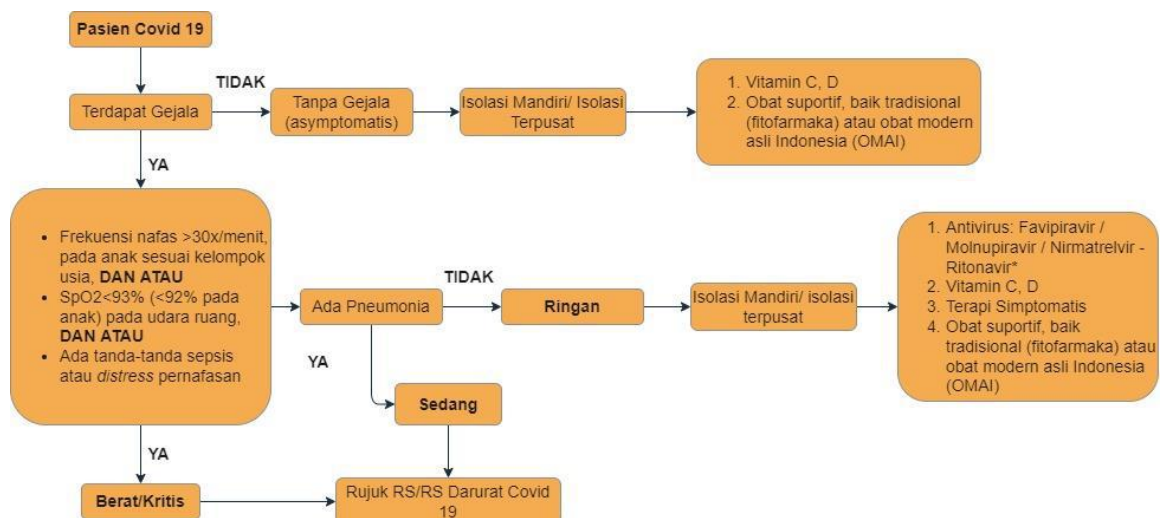 Pasien Covid 19
TIDAK
Terdapat Gejala
Tanpa Gejala
(asymptomatis)
Isolasi Mandiri/ Isolasi
Terpusat
1. Vitamin C, D
2. Obat suportif, baik tradisional
(fitofarmaka) atau obat modern
asli Indonesia (OMAI)
YA
• Frekuensi nafas >30x/menit,
pada anak sesuai kelompok
usia, DAN ATAU
• SpO2<93% (<92% pada
anak) pada udara ruang,
DAN ATAU
• Ada tanda-tanda sepsis
atau distress pernafasan
Ada Pneumonia
TIDAK
Ringan
Isolasi Mandiri/ isolasi
terpusat
1. Antivirus: Favipiravir /
Molnupiravir / Nirmatrelvir -
Ritonavir*
2. Vitamin C, D
3. Terapi Simptomatis
4. Obat suportif, baik
tradisional (fitofarmaka) atau
obat modern asli Indonesia
(OMAI)
YA
Sedang
YA
Berat/Kritis
Rujuk RS/RS Darurat Covid
19